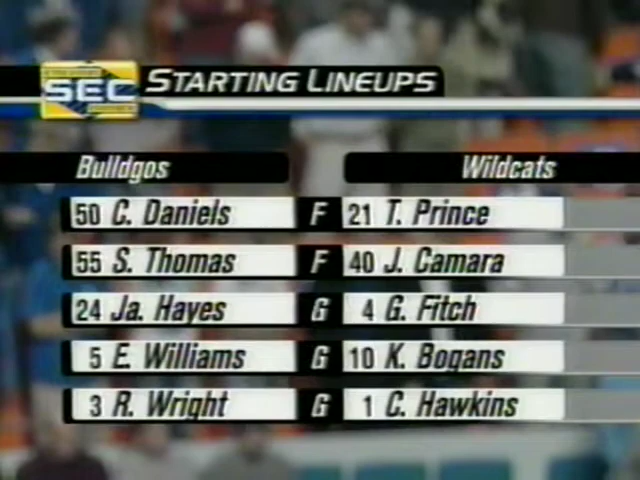 SEC STARTING LINEUPS
Bulldgos Wildcats
50 C. Daniels F 21 T. Prince
55 S. Thomas F 40 J. Camara
24 Ja. Hayes G 4 G. Fitch
5 E. Williams G 10 K. Bogans
3 R. Wright G 1 C. Hawkins